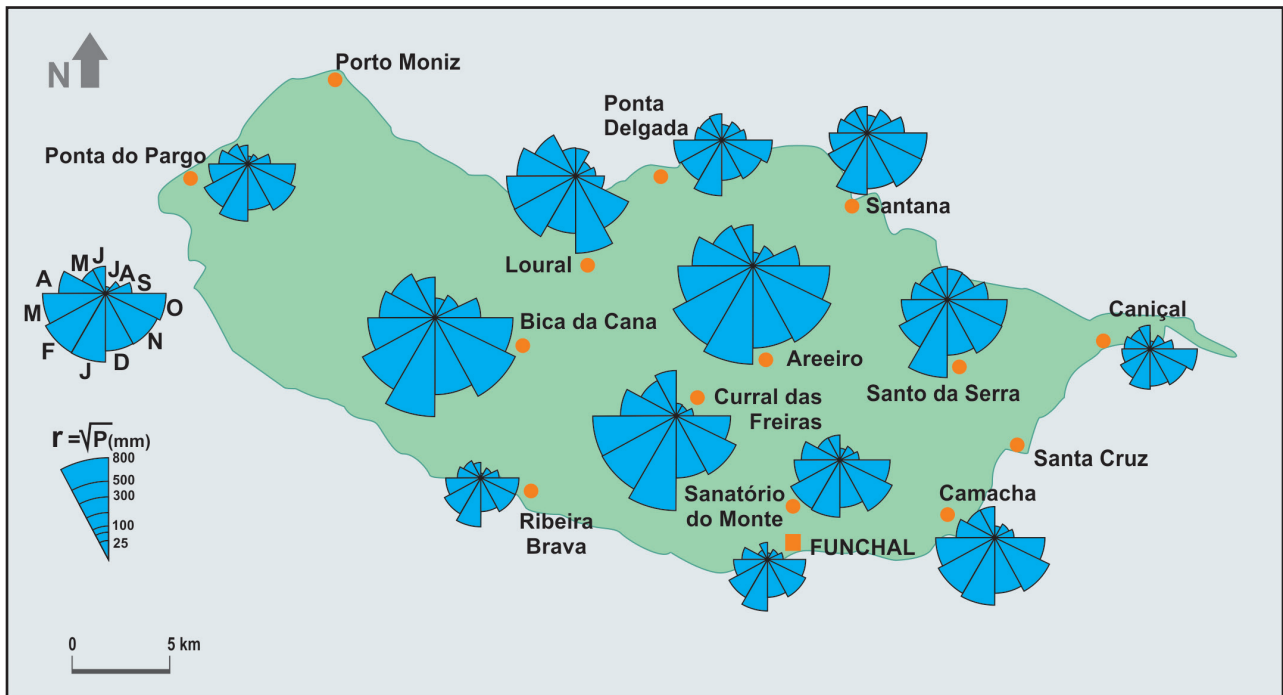 N
Porto Moniz
Ponta
Delgada
Ponta do Pargo
Santana
Loural
J
M
J
A
A
S
M
O
F
N
J
D
Bica da Cana
Caniçal
Areeiro
Santo da Serra
Curral das
Freiras
r =√P(mm)
800
500
300
100
25
Santa Cruz
Sanatório
do Monte
Camacha
Ribeira
Brava
FUNCHAL
0
5 km